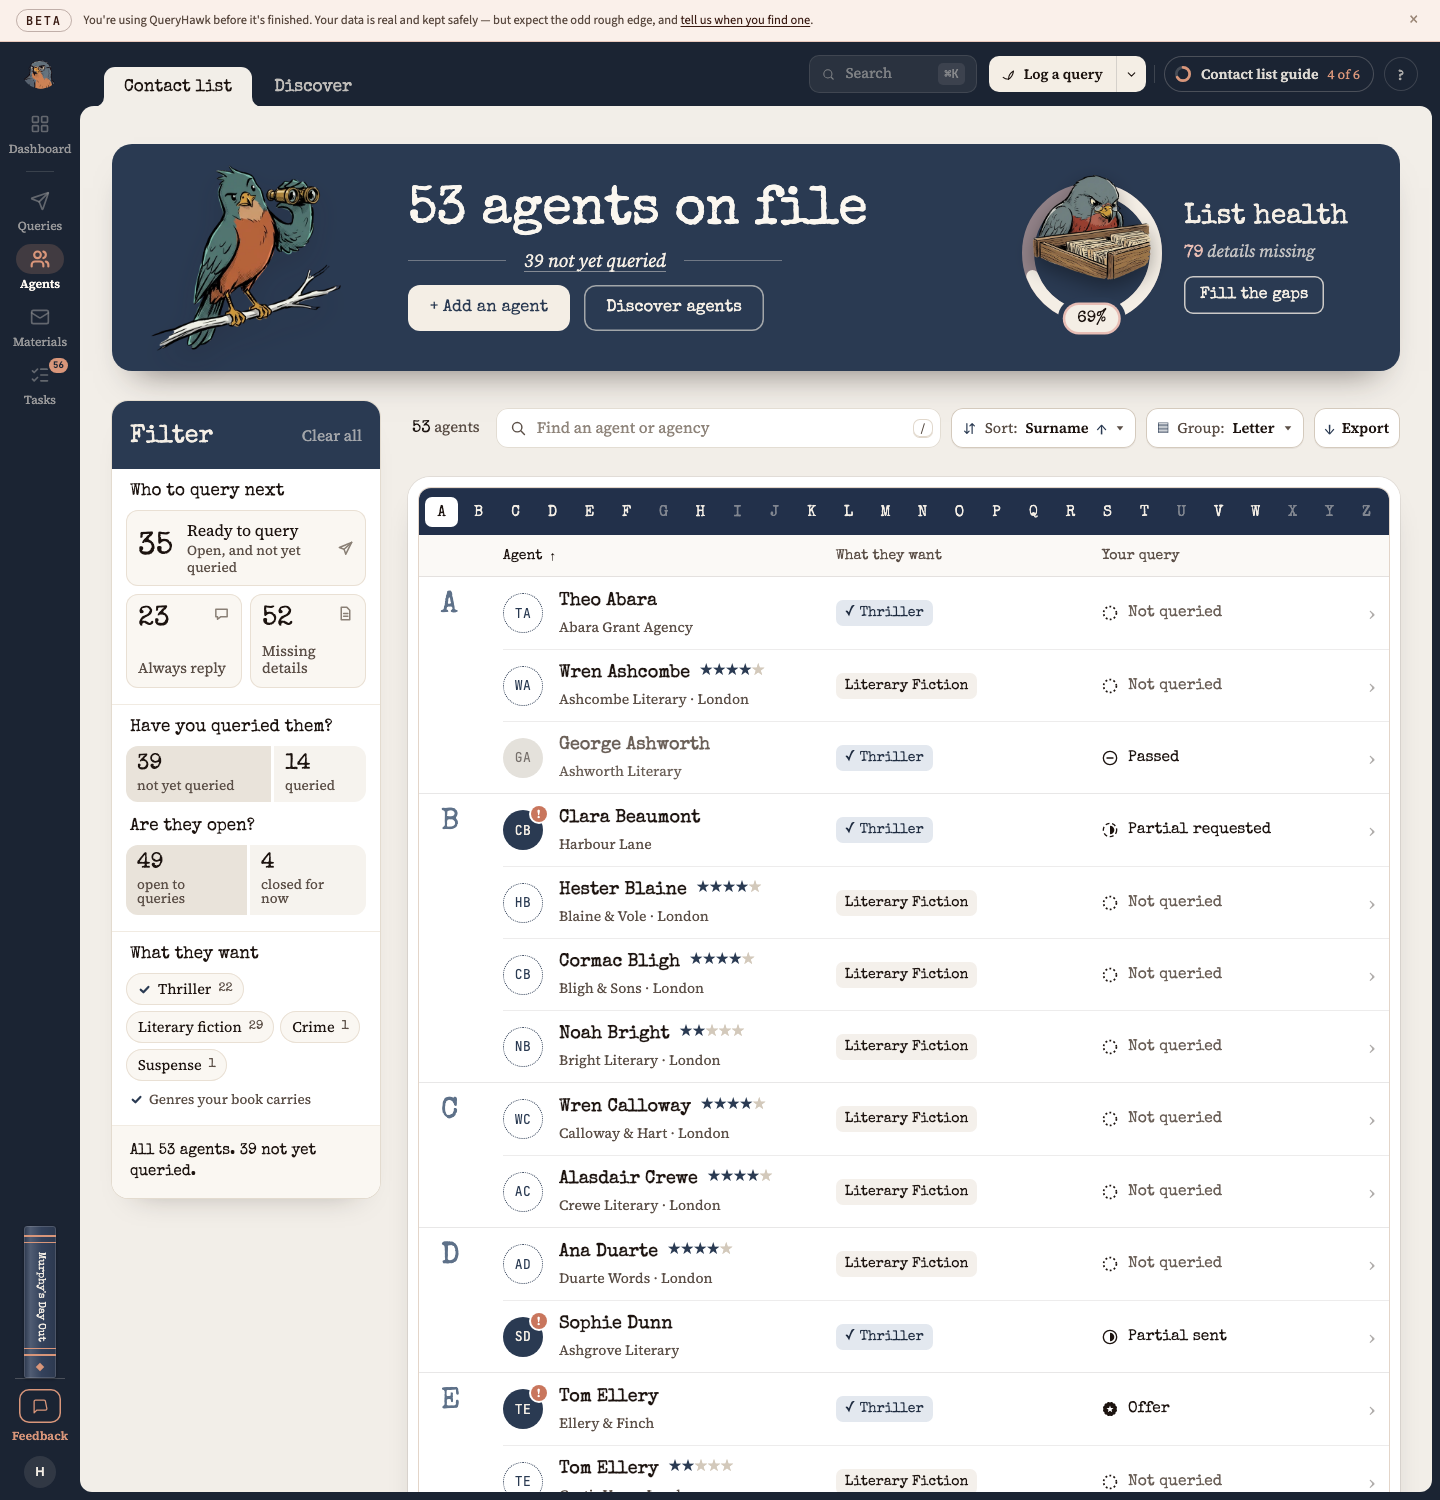 BETA You're using QueryHawk before it's finished. Your data is real and kept safely — but expect the odd rough edge, and tell us when you find one. ×
Contact list
Discover
Search ⌘K
Log a query
Contact list guide 4 of 6
?
Dashboard
Queries
Agents
Materials
56
Tasks
Murphy's Day Out
Feedback
H
53 agents on file
39 not yet queried
+ Add an agent
Discover agents
69%
List health
79 details missing
Fill the gaps
Filter
Clear all
Who to query next
35 Ready to query
Open, and not yet
queried
23
Always reply
52
Missing
details
Have you queried them?
39
not yet queried
14
queried
Are they open?
49
open to
queries
4
closed for
now
What they want
✓ Thriller 22
Literary fiction 29
Crime 1
Suspense 1
✓ Genres your book carries
All 53 agents. 39 not yet
queried.
53 agents
Find an agent or agency /
Sort: Surname ↑
Group: Letter
↓ Export
A B C D E F G H I J K L M N O P Q R S T U V W X Y Z
Agent ↑ What they want Your query
A
TA Theo Abara ✓ Thriller Not queried ›
Abara Grant Agency
WA Wren Ashcombe ★★★★★ Literary Fiction Not queried ›
Ashcombe Literary · London
GA George Ashworth ✓ Thriller Passed ›
Ashworth Literary
B
CB ! Clara Beaumont ✓ Thriller Partial requested ›
Harbour Lane
HB Hester Blaine ★★★★★ Literary Fiction Not queried ›
Blaine & Vole · London
CB Cormac Bligh ★★★★★ Literary Fiction Not queried ›
Bligh & Sons · London
NB Noah Bright ★★★★★ Literary Fiction Not queried ›
Bright Literary · London
C
WC Wren Calloway ★★★★★ Literary Fiction Not queried ›
Calloway & Hart · London
AC Alasdair Crewe ★★★★★ Literary Fiction Not queried ›
Crewe Literary · London
D
AD Ana Duarte ★★★★★ Literary Fiction Not queried ›
Duarte Words · London
SD ! Sophie Dunn ✓ Thriller Partial sent ›
Ashgrove Literary
E
TE ! Tom Ellery ✓ Thriller Offer ›
Ellery & Finch
TE Tom Ellery ★★★★★ Literary Fiction Not queried ›